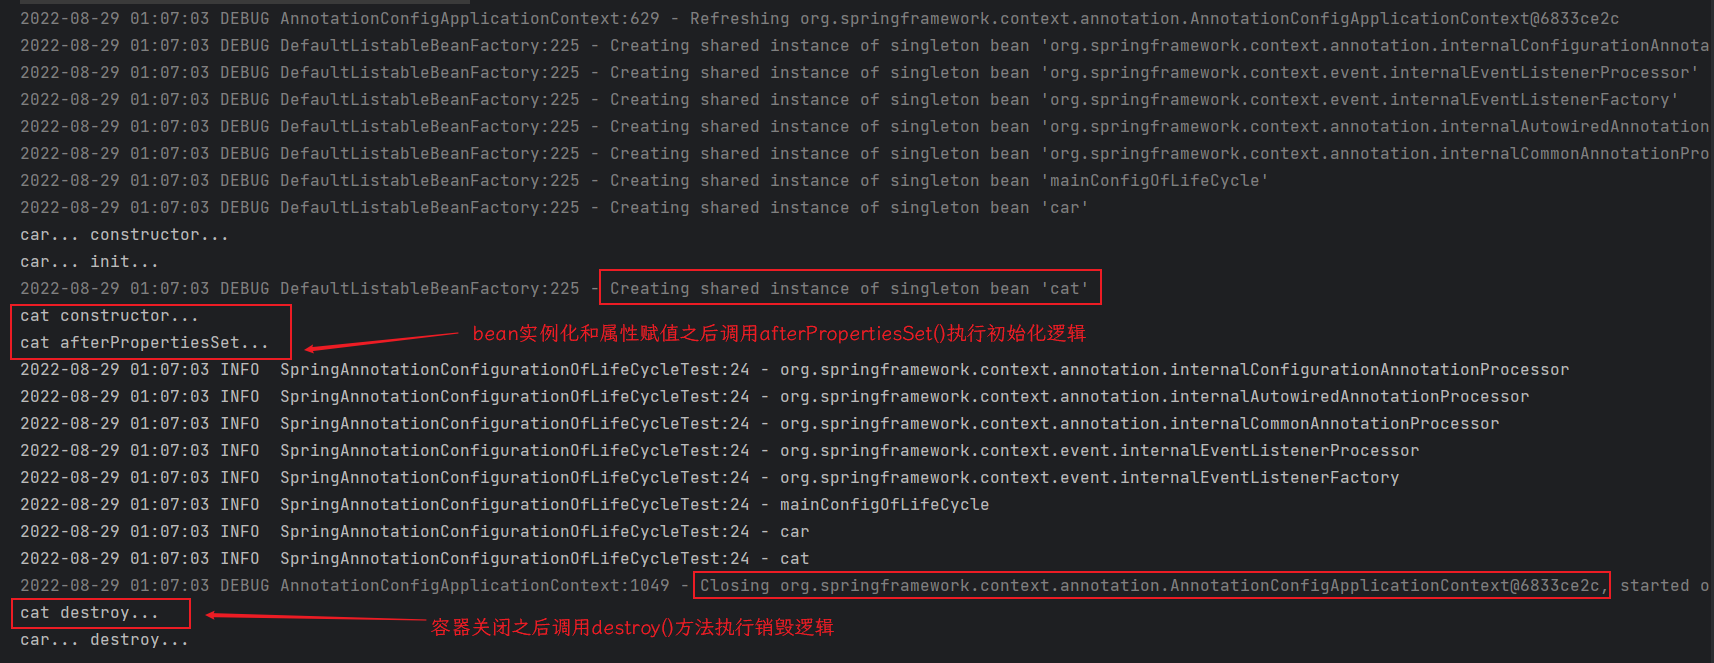 2022-08-29 01:07:03 DEBUG AnnotationConfigApplicationContext:629 - Refreshing org.springframework.context.annotation.AnnotationConfigApplicationContext@6833ce2c
2022-08-29 01:07:03 DEBUG DefaultListableBeanFactory:225 - Creating shared instance of singleton bean 'org.springframework.context.annotation.internalConfigurationAnnota
2022-08-29 01:07:03 DEBUG DefaultListableBeanFactory:225 - Creating shared instance of singleton bean 'org.springframework.context.event.internalEventListenerProcessor'
2022-08-29 01:07:03 DEBUG DefaultListableBeanFactory:225 - Creating shared instance of singleton bean 'org.springframework.context.event.internalEventListenerFactory'
2022-08-29 01:07:03 DEBUG DefaultListableBeanFactory:225 - Creating shared instance of singleton bean 'org.springframework.context.annotation.internalAutowiredAnnotation
2022-08-29 01:07:03 DEBUG DefaultListableBeanFactory:225 - Creating shared instance of singleton bean 'org.springframework.context.annotation.internalCommonAnnotationPro
2022-08-29 01:07:03 DEBUG DefaultListableBeanFactory:225 - Creating shared instance of singleton bean 'mainConfigOfLifeCycle'
2022-08-29 01:07:03 DEBUG DefaultListableBeanFactory:225 - Creating shared instance of singleton bean 'car'
car... constructor...
car... init...
2022-08-29 01:07:03 DEBUG DefaultListableBeanFactory:225 - Creating shared instance of singleton bean 'cat'
cat constructor...
bean实例化和属性赋值之后调用afterPropertiesSet()执行初始化逻辑
cat afterPropertiesSet...
2022-08-29 01:07:03 INFO  SpringAnnotationConfigurationOfLifeCycleTest:24 - org.springframework.context.annotation.internalConfigurationAnnotationProcessor
2022-08-29 01:07:03 INFO  SpringAnnotationConfigurationOfLifeCycleTest:24 - org.springframework.context.annotation.internalAutowiredAnnotationProcessor
2022-08-29 01:07:03 INFO  SpringAnnotationConfigurationOfLifeCycleTest:24 - org.springframework.context.annotation.internalCommonAnnotationProcessor
2022-08-29 01:07:03 INFO  SpringAnnotationConfigurationOfLifeCycleTest:24 - org.springframework.context.event.internalEventListenerProcessor
2022-08-29 01:07:03 INFO  SpringAnnotationConfigurationOfLifeCycleTest:24 - org.springframework.context.event.internalEventListenerFactory
2022-08-29 01:07:03 INFO  SpringAnnotationConfigurationOfLifeCycleTest:24 - mainConfigOfLifeCycle
2022-08-29 01:07:03 INFO  SpringAnnotationConfigurationOfLifeCycleTest:24 - car
2022-08-29 01:07:03 INFO  SpringAnnotationConfigurationOfLifeCycleTest:24 - cat
2022-08-29 01:07:03 DEBUG AnnotationConfigApplicationContext:1049 - Closing org.springframework.context.annotation.AnnotationConfigApplicationContext@6833ce2c, started o
cat destroy...
容器关闭之后调用destroy()方法执行销毁逻辑
car... destroy...